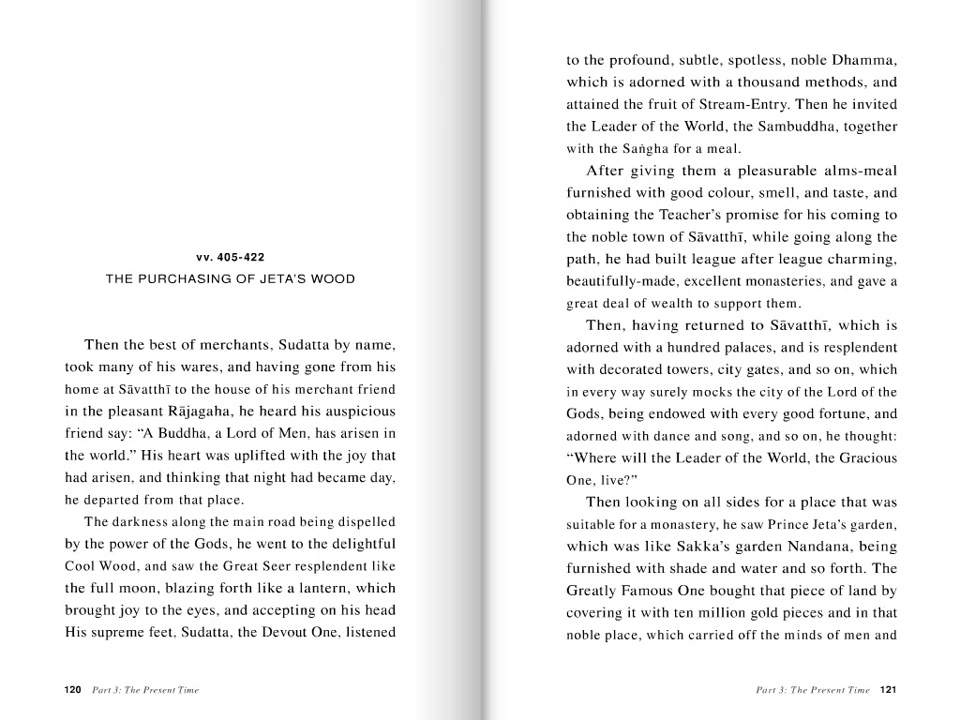 vv. 405-422
THE PURCHASING OF JETA'S WOOD
Then the best of merchants, Sudatta by name,
took many of his wares, and having gone from his
home at Sāvatthī to the house of his merchant friend
in the pleasant Rājagaha, he heard his auspicious
friend say: “A Buddha, a Lord of Men, has arisen in
the world.” His heart was uplifted with the joy that
had arisen, and thinking that night had became day,
he departed from that place.
The darkness along the main road being dispelled
by the power of the Gods, he went to the delightful
Cool Wood, and saw the Great Seer resplendent like
the full moon, blazing forth like a lantern, which
brought joy to the eyes, and accepting on his head
His supreme feet, Sudatta, the Devout One, listened
120 Part 3: The Present Time
to the profound, subtle, spotless, noble Dhamma,
which is adorned with a thousand methods, and
attained the fruit of Stream-Entry. Then he invited
the Leader of the World, the Sambuddha, together
with the Saṅgha for a meal.
After giving them a pleasurable alms-meal
furnished with good colour, smell, and taste, and
obtaining the Teacher’s promise for his coming to
the noble town of Sāvatthī, while going along the
path, he had built league after league charming,
beautifully-made, excellent monasteries, and gave a
great deal of wealth to support them.
Then, having returned to Sāvatthī, which is
adorned with a hundred palaces, and is resplendent
with decorated towers, city gates, and so on, which
in every way surely mocks the city of the Lord of the
Gods, being endowed with every good fortune, and
adorned with dance and song, and so on, he thought:
“Where will the Leader of the World, the Gracious
One, live?”
Then looking on all sides for a place that was
suitable for a monastery, he saw Prince Jeta’s garden,
which was like Sakka’s garden Nandana, being
furnished with shade and water and so forth. The
Greatly Famous One bought that piece of land by
covering it with ten million gold pieces and in that
noble place, which carried off the minds of men and
Part 3: The Present Time 121